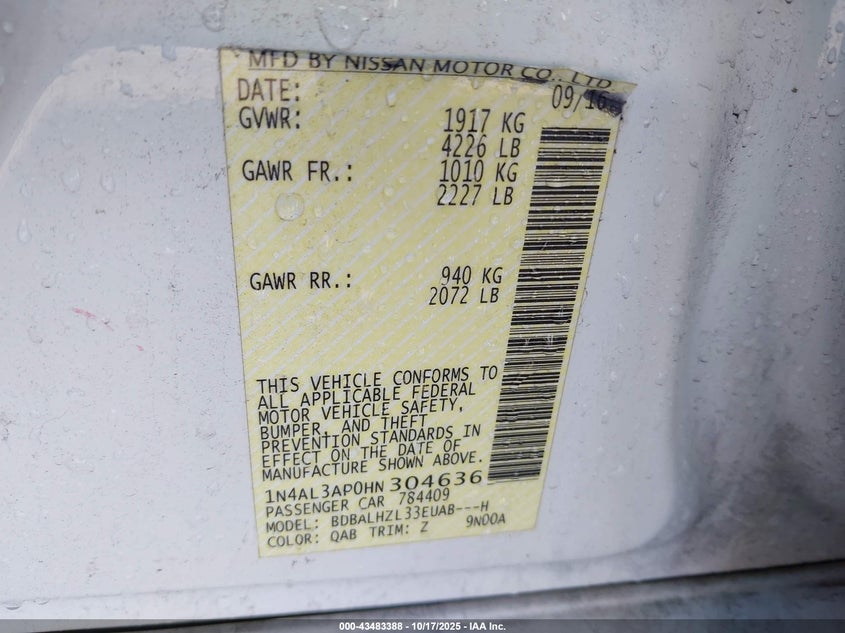 MFD BY NISSAN MOTOR CO., LTD
DATE: 09/16
GVWR: 1917 KG
4226 LB
GAWR FR.: 1010 KG
2227 LB
GAWR RR.: 940 KG
2072 LB
THIS VEHICLE CONFORMS TO
ALL APPLICABLE FEDERAL
MOTOR VEHICLE SAFETY,
BUMPER, AND THEFT
PREVENTION STANDARDS IN
EFFECT ON THE DATE OF
MANUFACTURE SHOWN ABOVE.
1N4AL3AP0HN304636
PASSENGER CAR 784409
MODEL: BDBALHZL33EUAB---H
COLOR: QAB TRIM: Z 9N00A
000-43483388 | 10/17/2025 - IAA Inc.